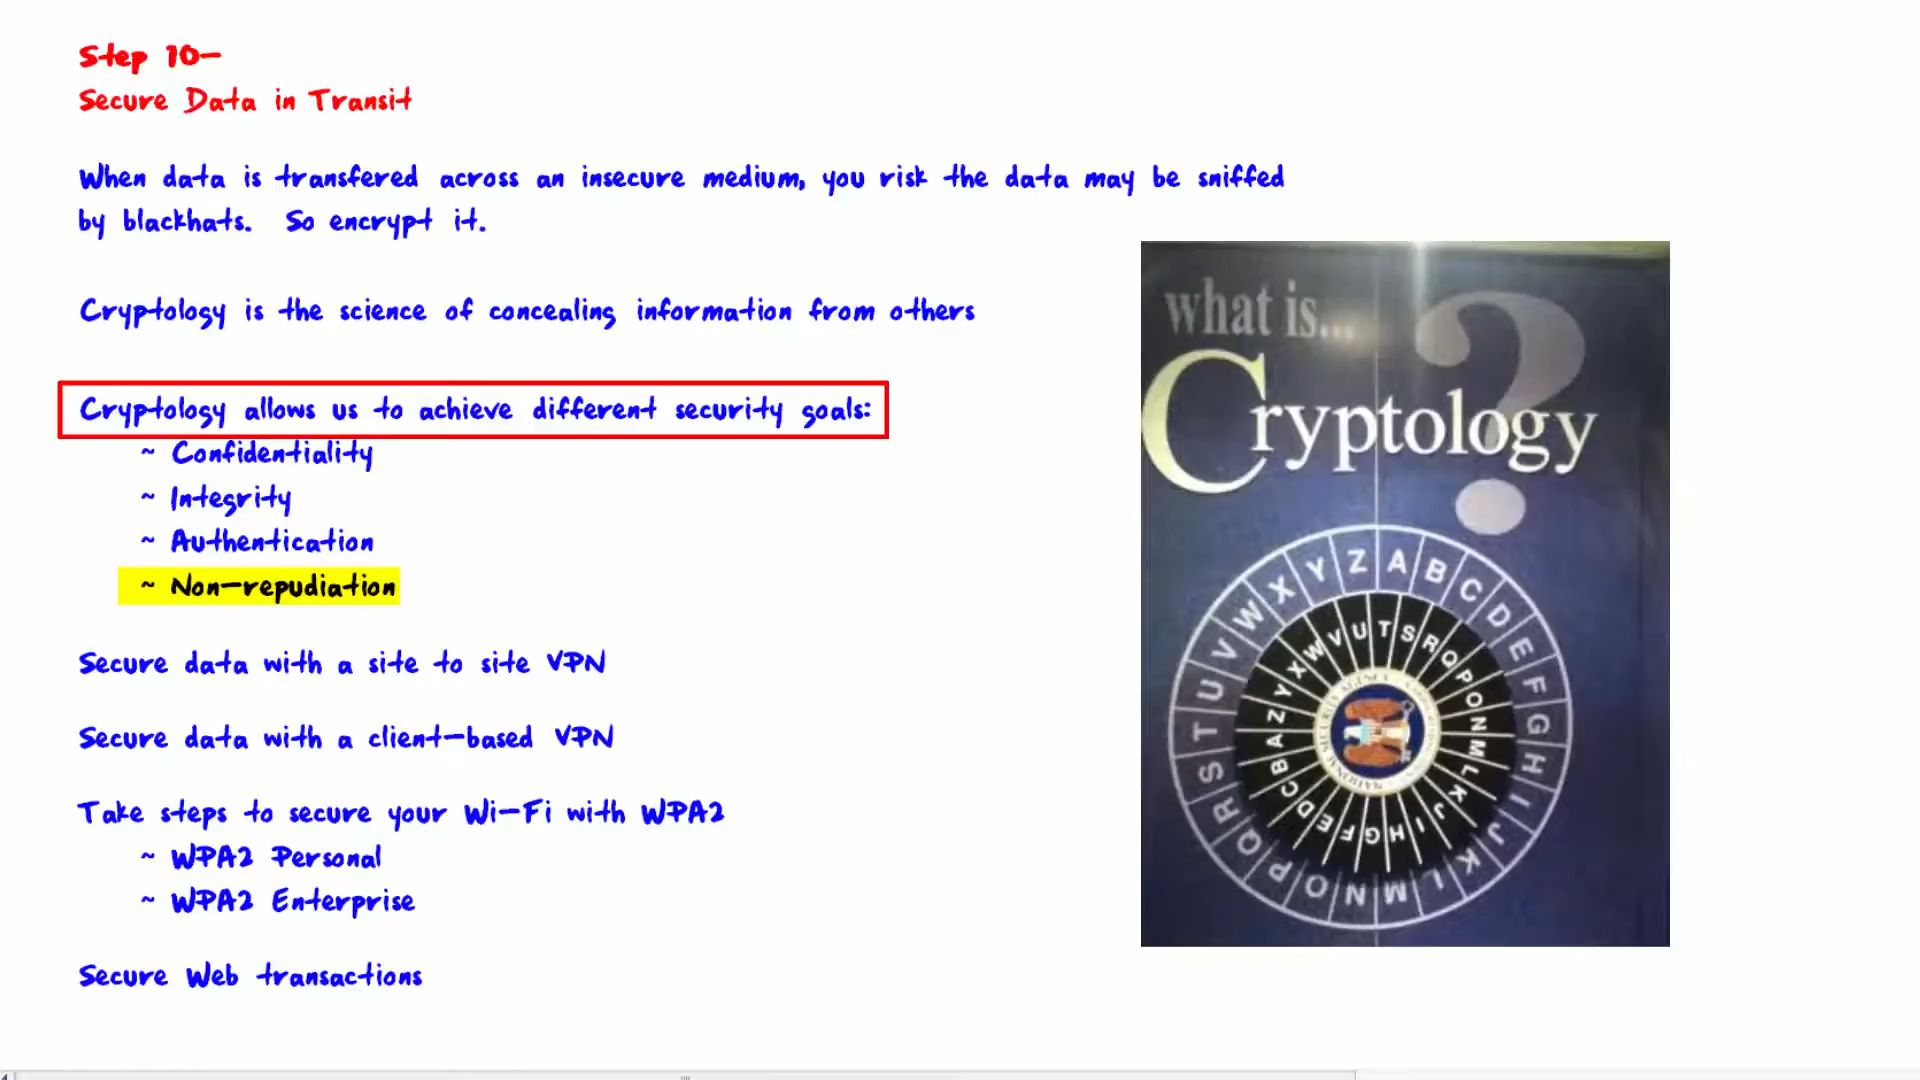 Step 10-
Secure Data in Transit
When data is transfered across an insecure medium, you risk the data may be sniffed
by blackhats. So encrypt it.
Cryptology is the science of concealing information from others
Cryptology allows us to achieve different security goals:
~ Confidentiality
~ Integrity
~ Authentication
~ Non-repudiation
Secure data with a site to site VPN
Secure data with a client-based VPN
Take steps to secure your Wi-Fi with WPA2
~ WPA2 Personal
~ WPA2 Enterprise
Secure Web transactions
what is...
Cryptology
?
A B C D E F G H I J K L M N O P Q R S T U V W X Y Z
T S R Q P O N M L K J I H G F E D C B A Z Y X W V U
NATIONAL SECURITY AGENCY